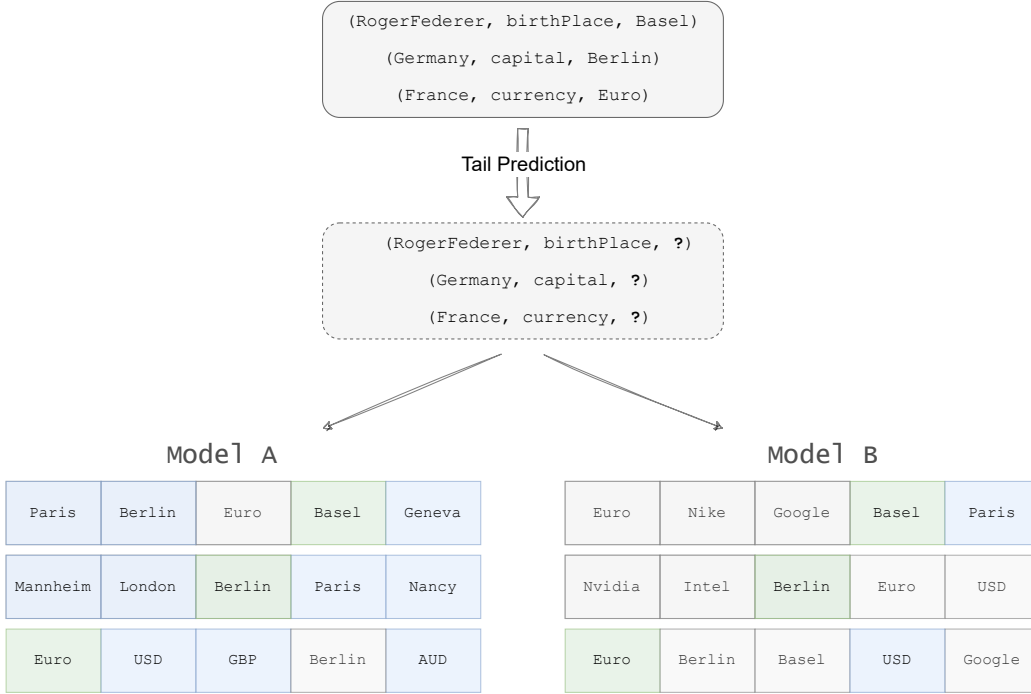 (RogerFederer, birthPlace, Basel)
(Germany, capital, Berlin)
(France, currency, Euro)
Tail Prediction
(RogerFederer, birthPlace, ?)
(Germany, capital, ?)
(France, currency, ?)
Model A
Paris Berlin Euro Basel Geneva
Mannheim London Berlin Paris Nancy
Euro USD GBP Berlin AUD
Model B
Euro Nike Google Basel Paris
Nvidia Intel Berlin Euro USD
Euro Berlin Basel USD Google